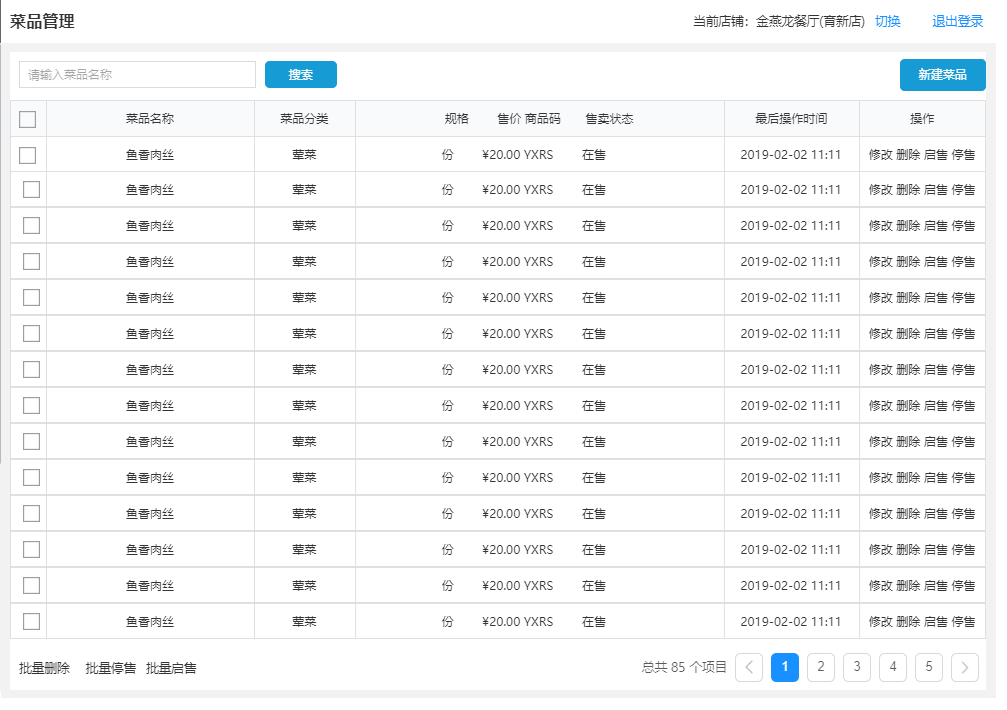 菜品管理 当前店铺：金燕龙餐厅(育新店) 切换 退出登录
请输入菜品名称 搜索 新建菜品
菜品名称 菜品分类 规格 售价 商品码 售卖状态 最后操作时间 操作
鱼香肉丝 荤菜 份 ¥20.00 YXRS 在售 2019-02-02 11:11 修改 删除 启售 停售
鱼香肉丝 荤菜 份 ¥20.00 YXRS 在售 2019-02-02 11:11 修改 删除 启售 停售
鱼香肉丝 荤菜 份 ¥20.00 YXRS 在售 2019-02-02 11:11 修改 删除 启售 停售
鱼香肉丝 荤菜 份 ¥20.00 YXRS 在售 2019-02-02 11:11 修改 删除 启售 停售
鱼香肉丝 荤菜 份 ¥20.00 YXRS 在售 2019-02-02 11:11 修改 删除 启售 停售
鱼香肉丝 荤菜 份 ¥20.00 YXRS 在售 2019-02-02 11:11 修改 删除 启售 停售
鱼香肉丝 荤菜 份 ¥20.00 YXRS 在售 2019-02-02 11:11 修改 删除 启售 停售
鱼香肉丝 荤菜 份 ¥20.00 YXRS 在售 2019-02-02 11:11 修改 删除 启售 停售
鱼香肉丝 荤菜 份 ¥20.00 YXRS 在售 2019-02-02 11:11 修改 删除 启售 停售
鱼香肉丝 荤菜 份 ¥20.00 YXRS 在售 2019-02-02 11:11 修改 删除 启售 停售
鱼香肉丝 荤菜 份 ¥20.00 YXRS 在售 2019-02-02 11:11 修改 删除 启售 停售
鱼香肉丝 荤菜 份 ¥20.00 YXRS 在售 2019-02-02 11:11 修改 删除 启售 停售
鱼香肉丝 荤菜 份 ¥20.00 YXRS 在售 2019-02-02 11:11 修改 删除 启售 停售
鱼香肉丝 荤菜 份 ¥20.00 YXRS 在售 2019-02-02 11:11 修改 删除 启售 停售
批量删除 批量停售 批量启售 总共 85 个项目 1 2 3 4 5